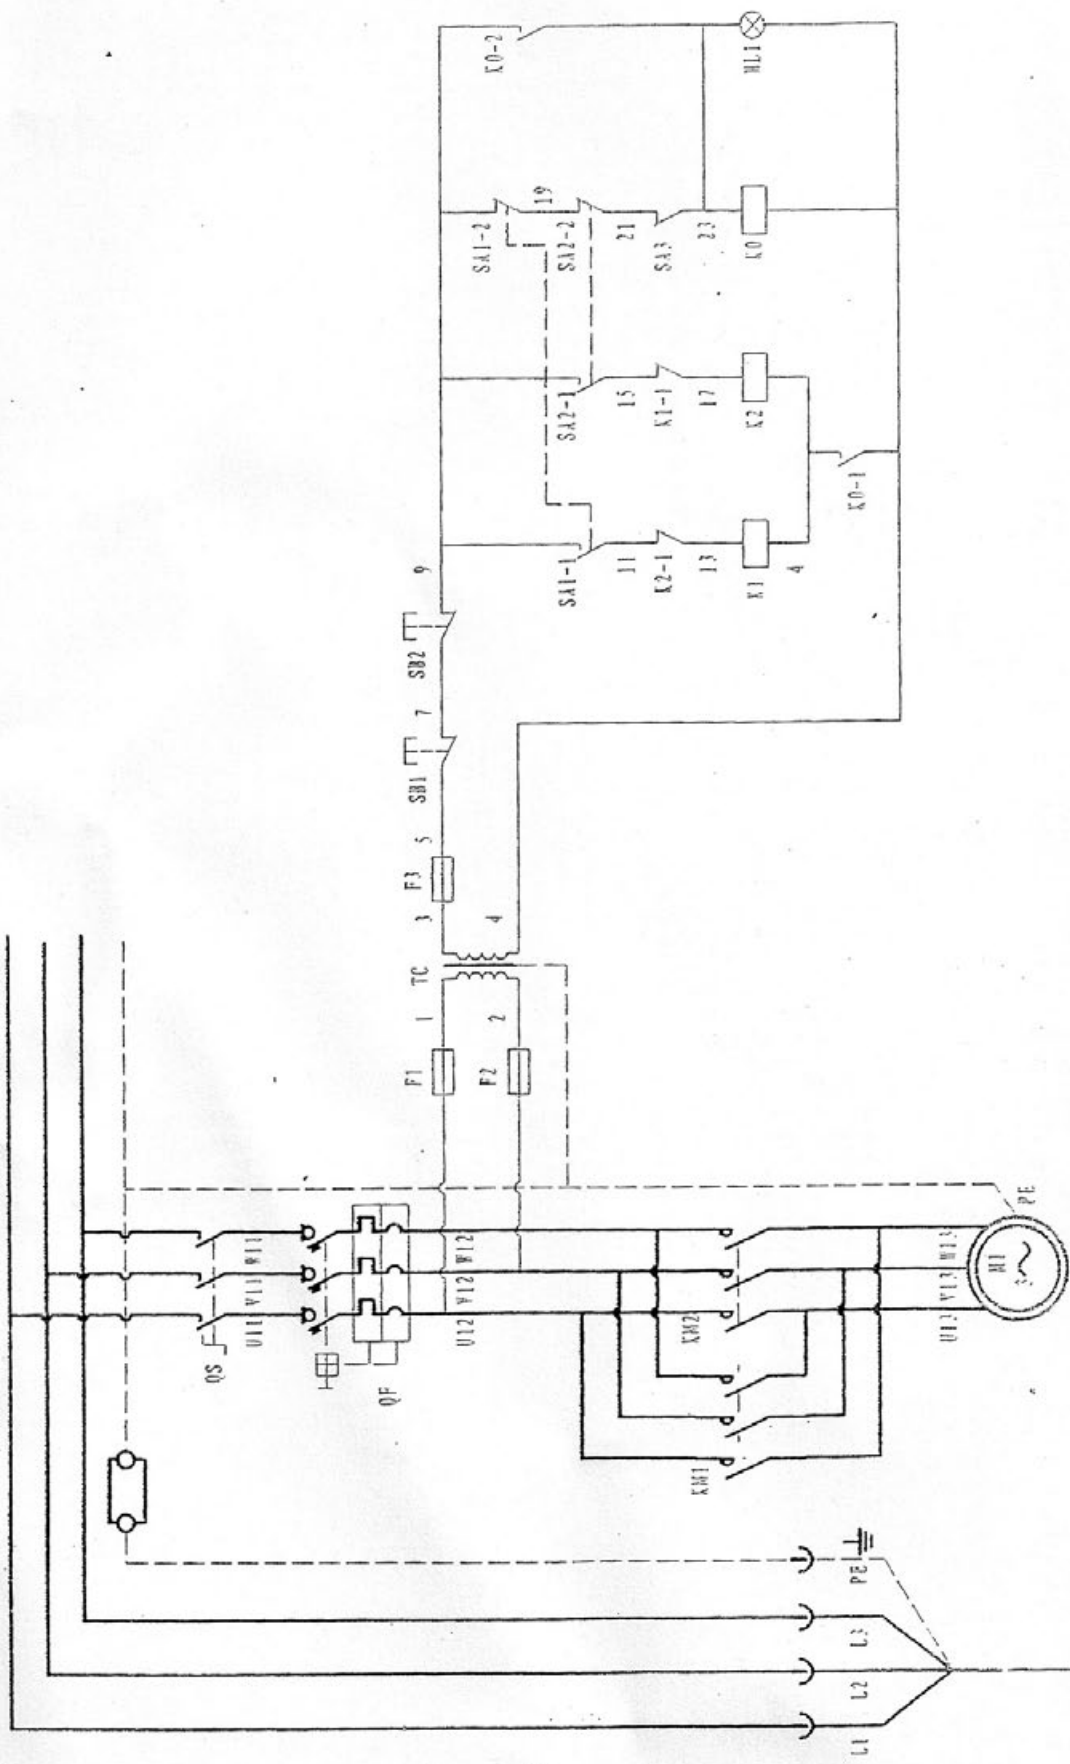 L1
L2
L3
PE
QS
U11
V11
W11
QF
U12
V12
W12
KM1
KM2
U13
V13
W13
M1
3~
PE
F1
F2
1
2
TC
3
4
F3
5
SB1
7
SB2
9
SA1-1
11
K2-1
13
K1
4
SA2-1
15
K1-1
17
K2
K0-1
SA1-2
19
SA2-2
21
SA3
23
K0
K0-2
HL1